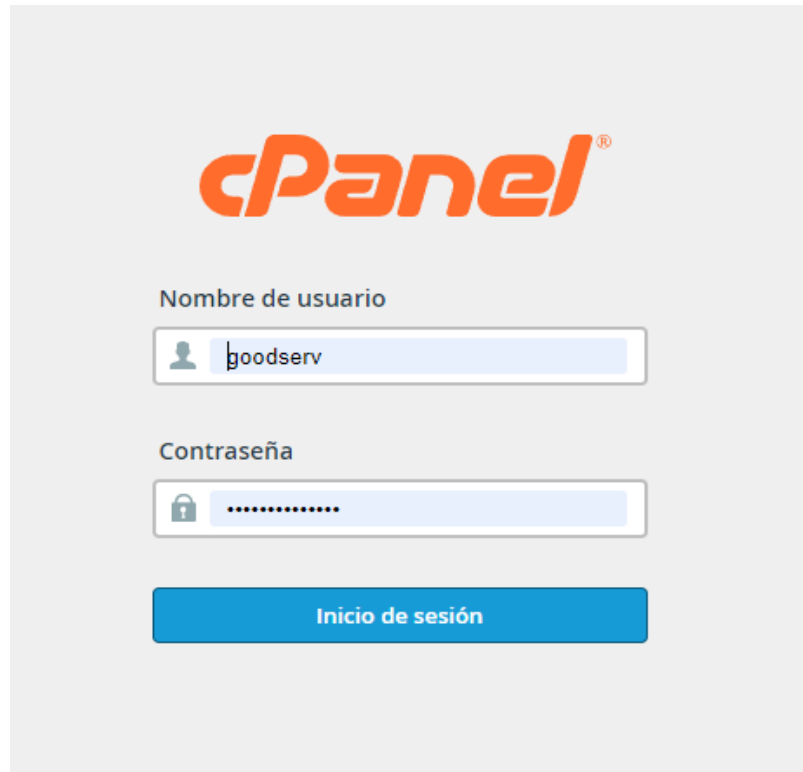 cPanel®
Nombre de usuario
goodserv
Contraseña
••••••••••••••
Inicio de sesión